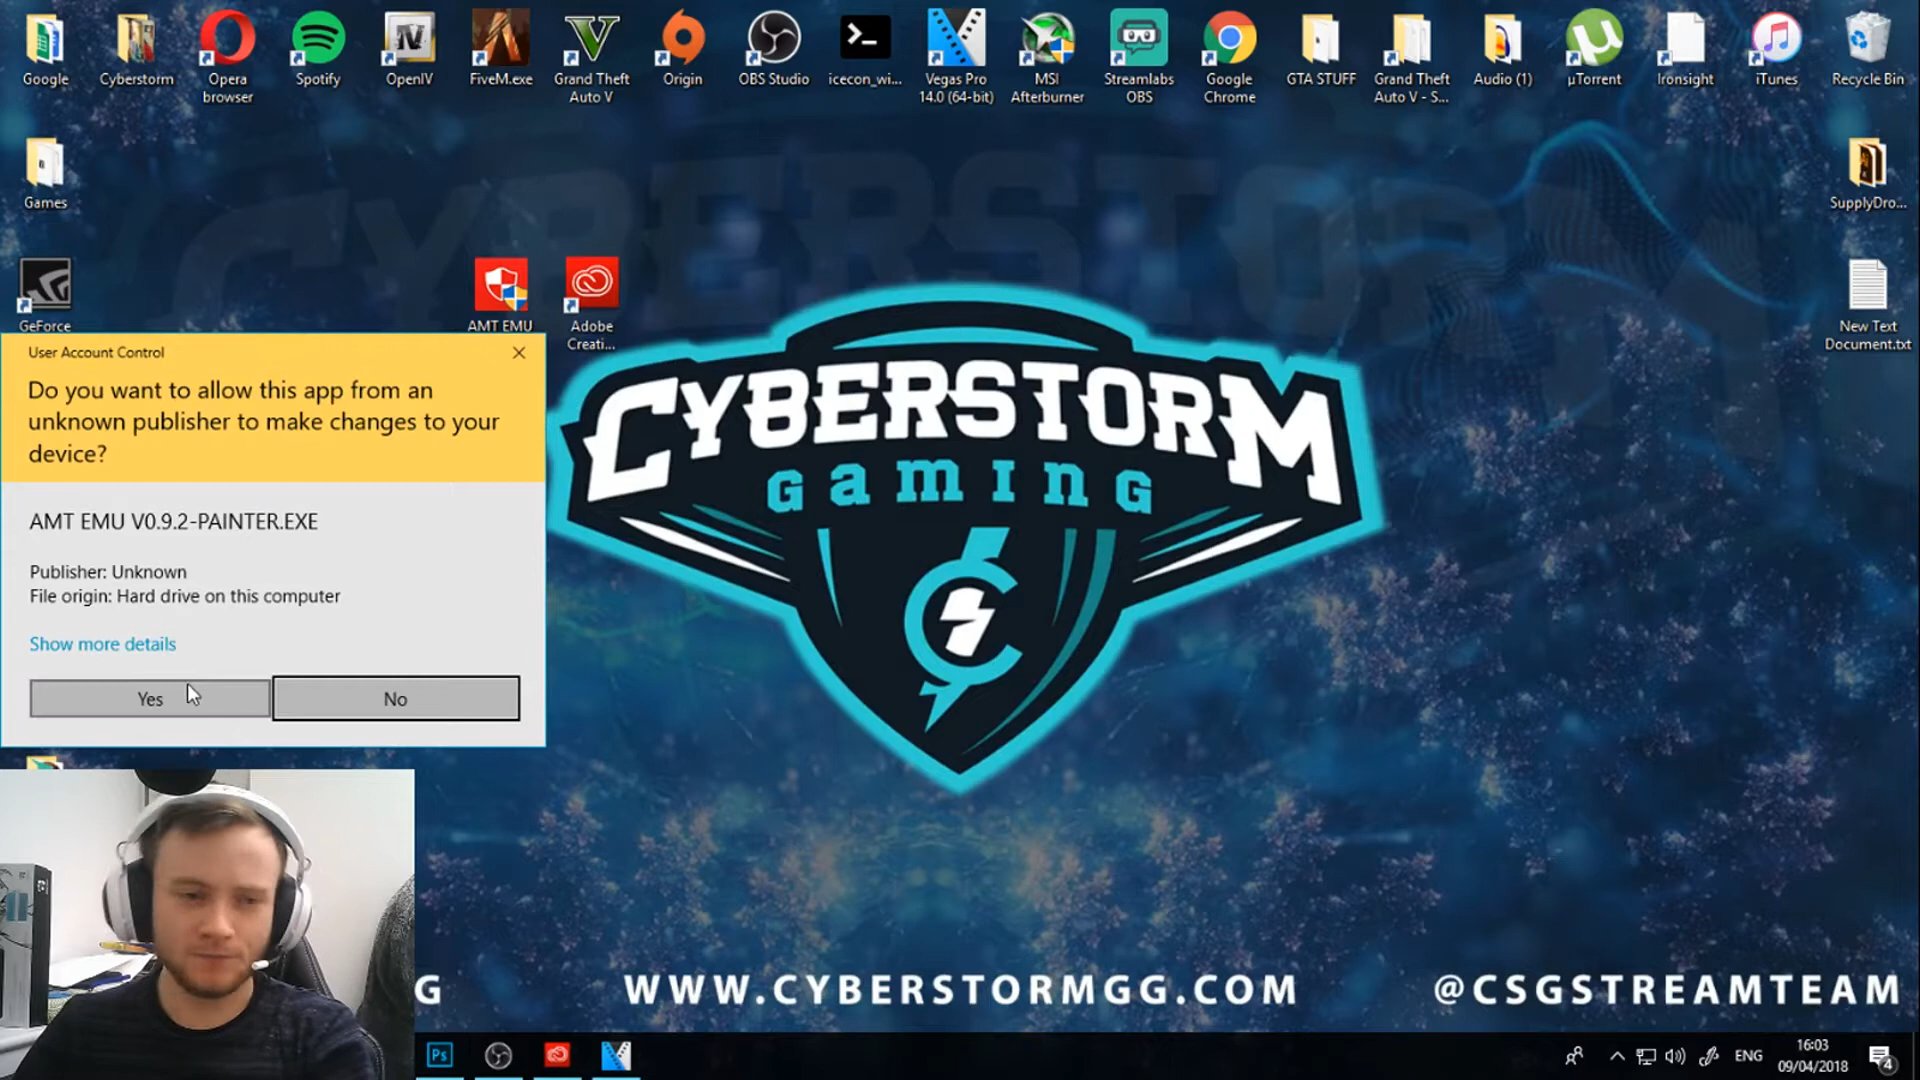 Google
Cyberstorm
Opera
browser
Spotify
OpenIV
FiveM.exe
Grand Theft
Auto V
Origin
OBS Studio
icecon_wi...
Vegas Pro
14.0 (64-bit)
MSI
Afterburner
Streamlabs
OBS
Google
Chrome
GTA STUFF
Grand Theft
Auto V - S...
Audio (1)
µTorrent
Ironsight
iTunes
Recycle Bin
Games
SupplyDro...
GeForce
AMT EMU
Adobe
Creati...
New Text
Document.txt
User Account Control
Do you want to allow this app from an
unknown publisher to make changes to your
device?
AMT EMU V0.9.2-PAINTER.EXE
Publisher: Unknown
File origin: Hard drive on this computer
Show more details
Yes
No
CYBERSTORM
CYBERSTORM
GAMING
G
WWW.CYBERSTORMGG.COM
@CSGSTREAMTEAM
Ps
ENG
16:03
09/04/2018
4